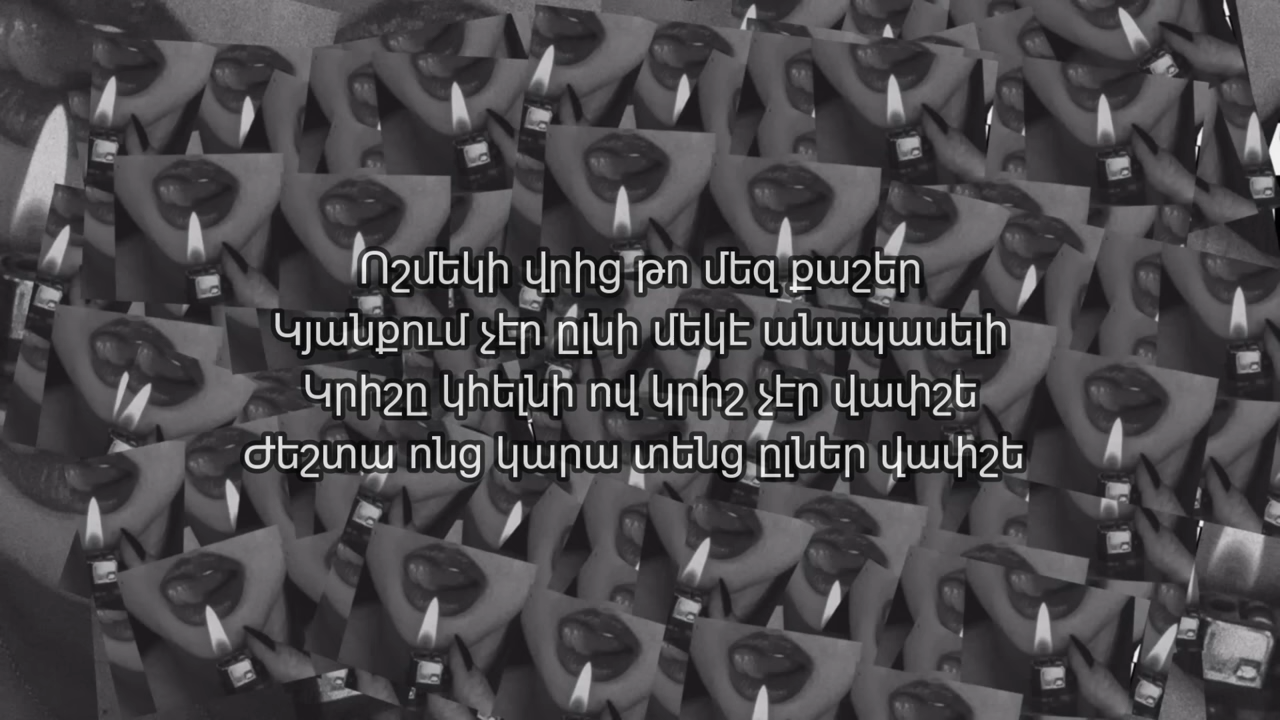 Ոշմեկի վրից թո մեզ քաշեր
Կյանքում չէր ըլնի մեկէ անսպասելի
Կրիշը կհելնի ով կրիշ չէր վափշե
Ժեշտա ոնց կարա տենց ըլներ վափշե